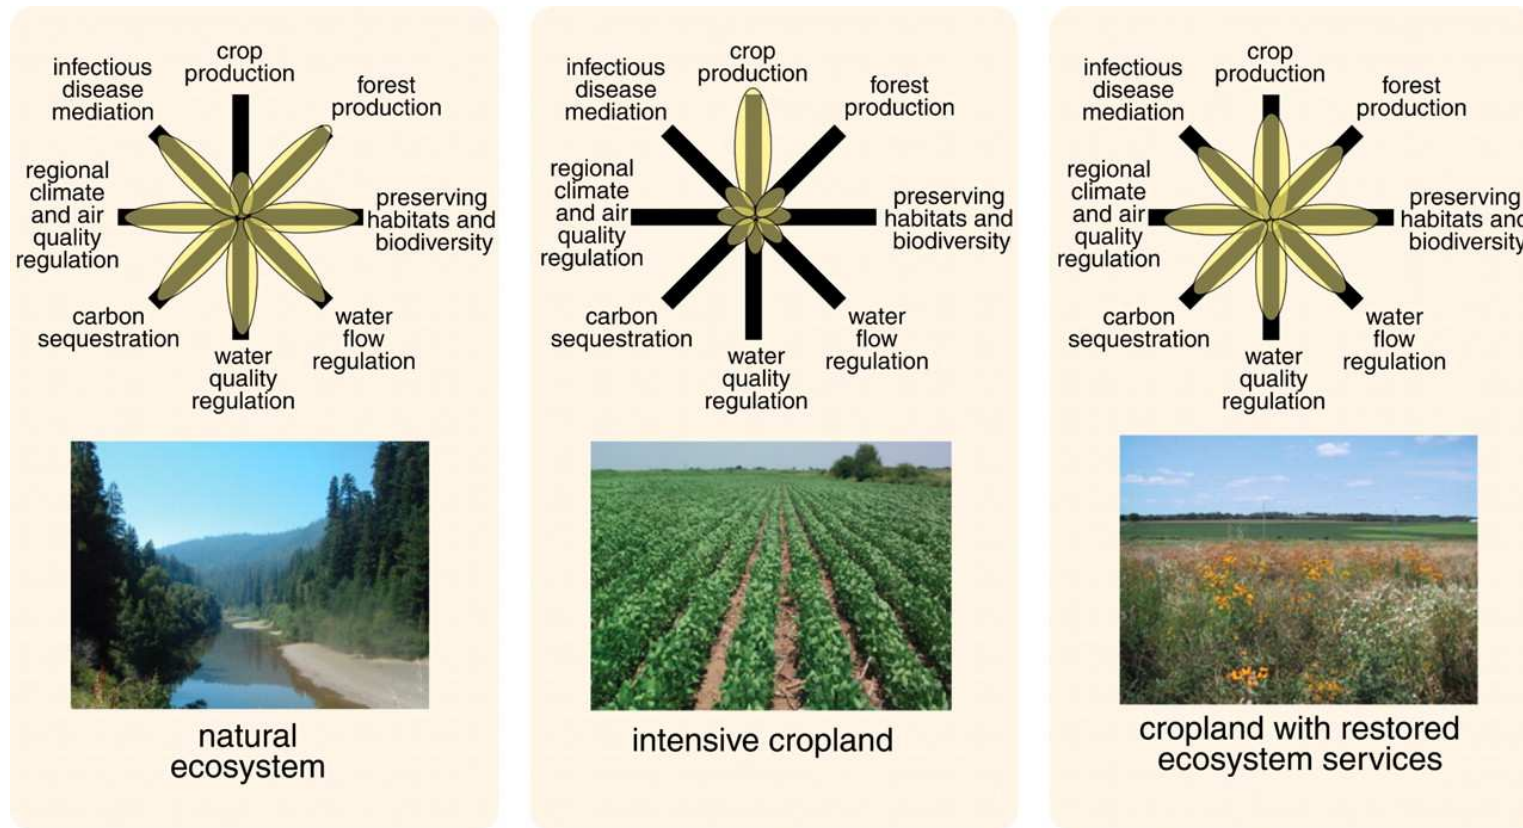 crop
production
infectious
disease
mediation
forest
production
regional
climate
and air
quality
regulation
preserving
habitats and
biodiversity
carbon
sequestration
water
flow
regulation
water
quality
regulation
natural
ecosystem
crop
production
infectious
disease
mediation
forest
production
regional
climate
and air
quality
regulation
preserving
habitats and
biodiversity
carbon
sequestration
water
flow
regulation
water
quality
regulation
intensive cropland
crop
production
infectious
disease
mediation
forest
production
regional
climate
and air
quality
regulation
preserving
habitats and
biodiversity
carbon
sequestration
water
flow
regulation
water
quality
regulation
cropland with restored
ecosystem services